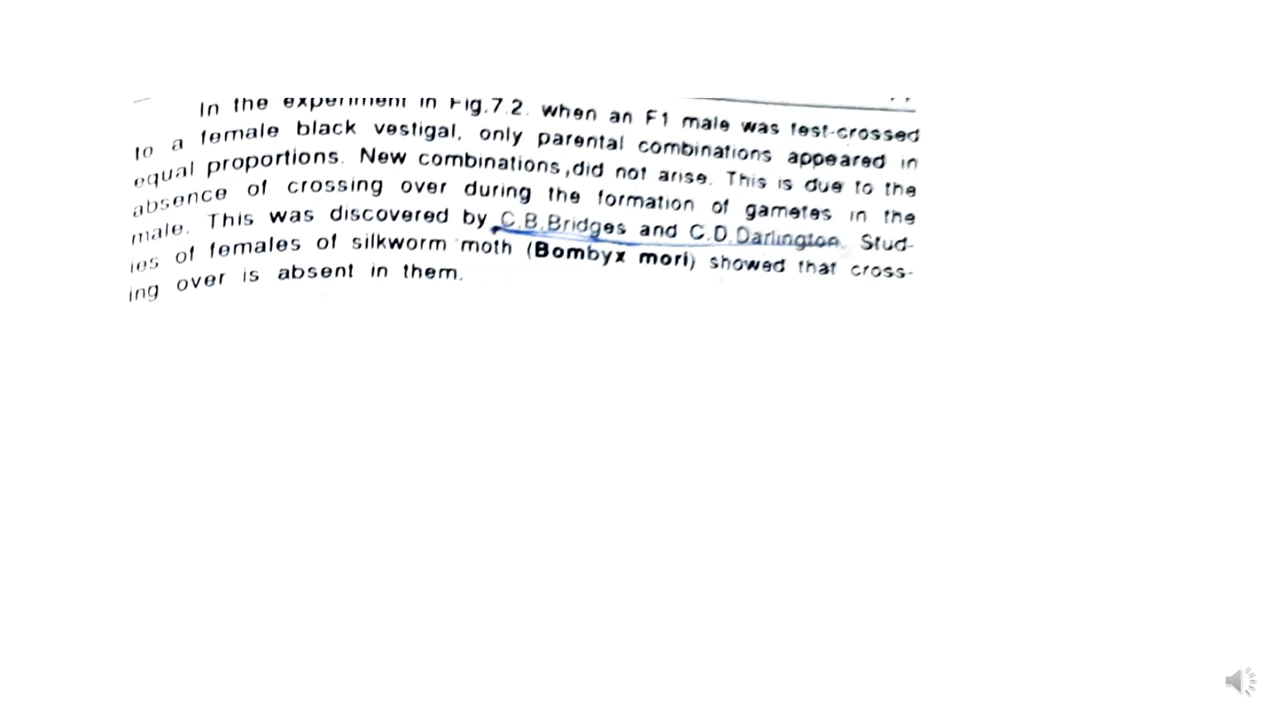 In the experiment in Fig.7.2. when an F1 male was test-crossed
to a female black vestigal, only parental combinations appeared in
equal proportions. New combinations,did not arise. This is due to the
absence of crossing over during the formation of gametes in the
male. This was discovered by C.B.Bridges and C.D.Darlington. Stud-
ies of females of silkworm moth (Bombyx mori) showed that cross-
ing over is absent in them.